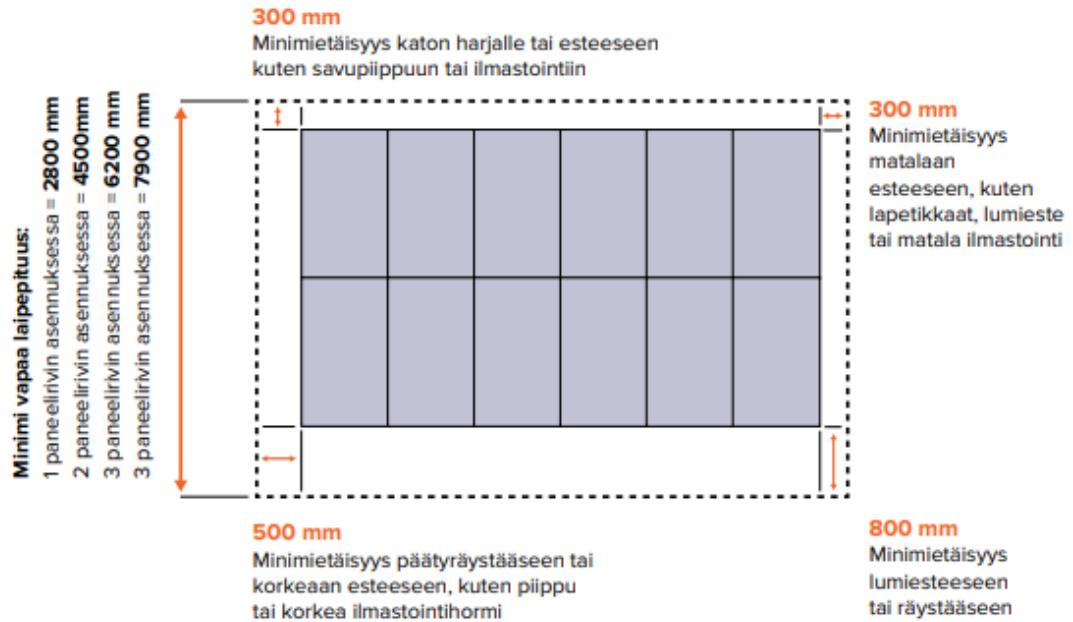 300 mm
Minimietäisyys katon harjalle tai esteeseen
kuten savupiippuun tai ilmastointiin
Minimi vapaa laipepituus:
1 paneelirivin asennuksessa = 2800 mm
2 paneelirivin asennuksessa = 4500mm
3 paneelirivin asennuksessa = 6200 mm
3 paneelirivin asennuksessa = 7900 mm
300 mm
Minimietäisyys
matalaan
esteeseen, kuten
lapetikkaat, lumieste
tai matala ilmastointi
500 mm
Minimietäisyys päätyräystääseen tai
korkeaan esteeseen, kuten piippu
tai korkea ilmastointihormi
800 mm
Minimietäisyys
lumiesteeseen
tai räystääseen